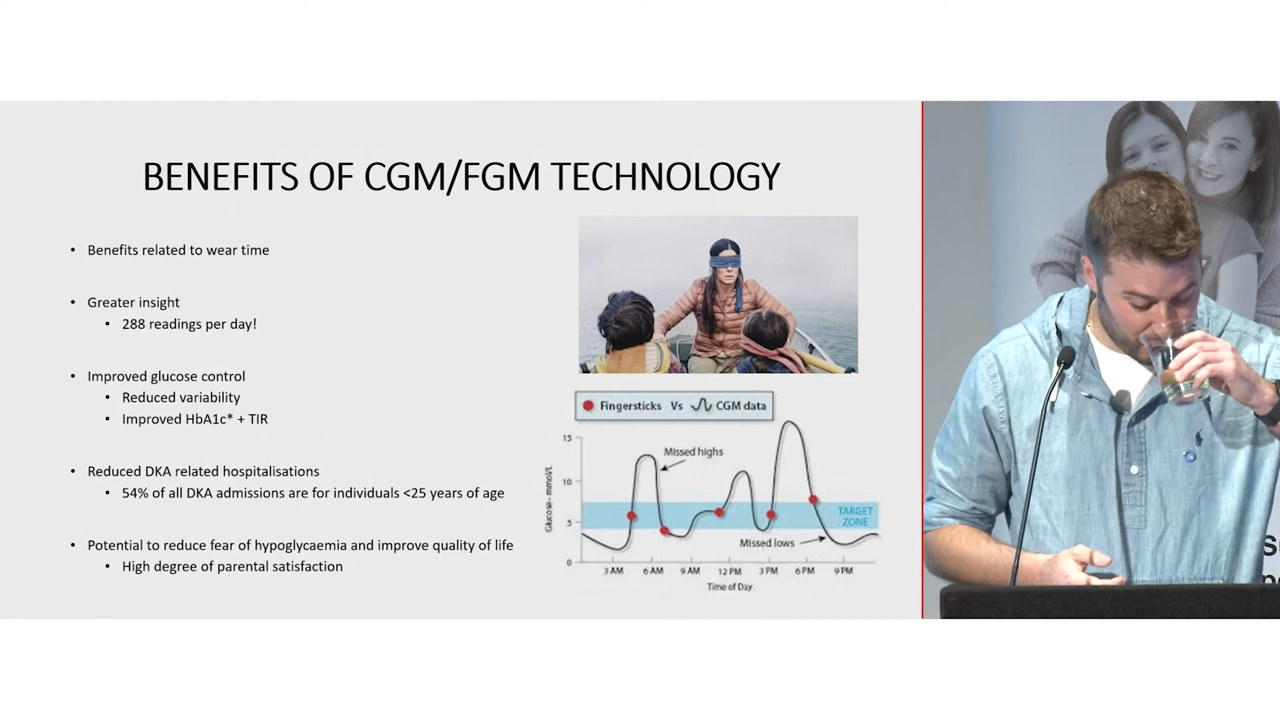 BENEFITS OF CGM/FGM TECHNOLOGY
• Benefits related to wear time
• Greater insight
• 288 readings per day!
• Improved glucose control
• Reduced variability
• Improved HbA1c* + TIR
• Reduced DKA related hospitalisations
• 54% of all DKA admissions are for individuals <25 years of age
• Potential to reduce fear of hypoglycaemia and improve quality of life
• High degree of parental satisfaction
Fingersticks Vs CGM data
15
10
5
0
Glucose - mmol/L
Missed highs
TARGET
ZONE
Missed lows
3 AM 6 AM 9 AM 12 PM 3 PM 6 PM 9 PM
Time of Day